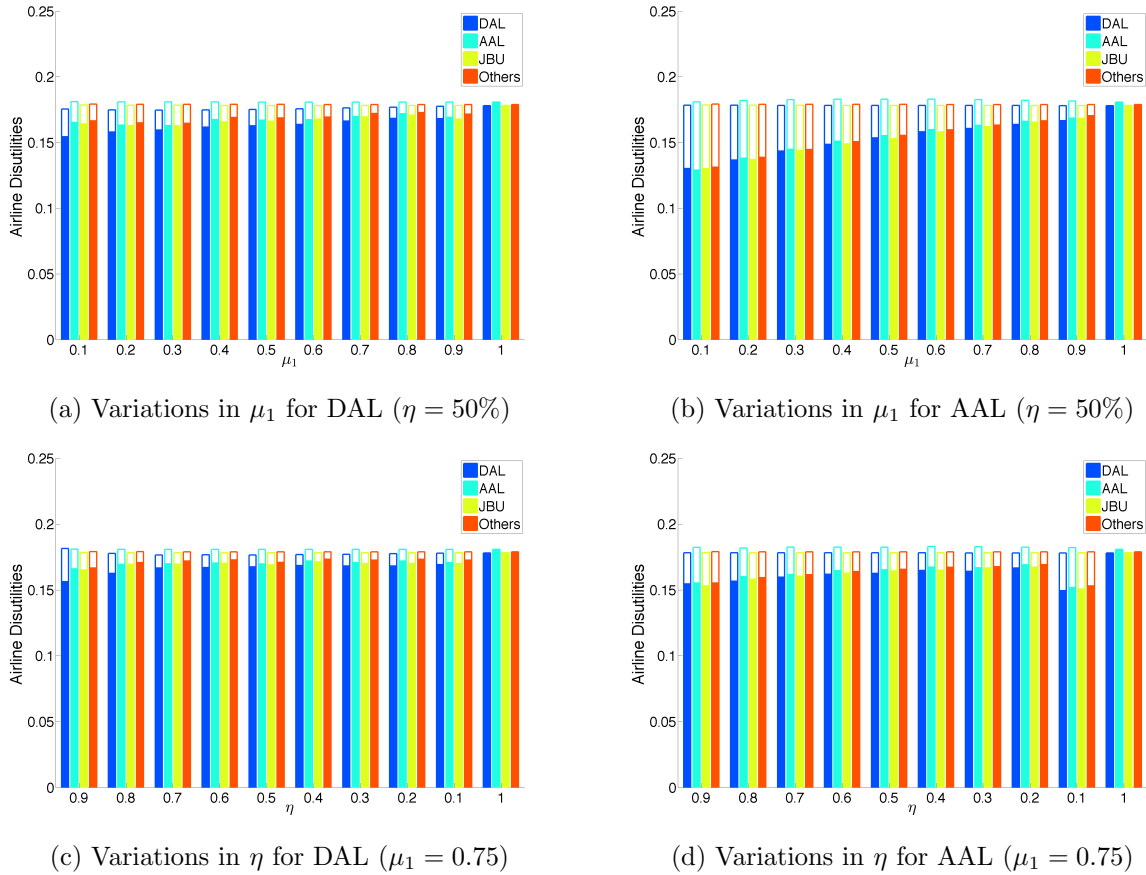 0.25
0.2
0.15
0.1
0.05
0
Airline Disutilities
DAL
AAL
JBU
Others
0.1 0.2 0.3 0.4 0.5 0.6 0.7 0.8 0.9 1
μ₁
(a) Variations in μ₁ for DAL (η = 50%)
0.25
0.2
0.15
0.1
0.05
0
Airline Disutilities
DAL
AAL
JBU
Others
0.1 0.2 0.3 0.4 0.5 0.6 0.7 0.8 0.9 1
μ₁
(b) Variations in μ₁ for AAL (η = 50%)
0.25
0.2
0.15
0.1
0.05
0
Airline Disutilities
DAL
AAL
JBU
Others
0.9 0.8 0.7 0.6 0.5 0.4 0.3 0.2 0.1 1
η
(c) Variations in η for DAL (μ₁ = 0.75)
0.25
0.2
0.15
0.1
0.05
0
Airline Disutilities
DAL
AAL
JBU
Others
0.9 0.8 0.7 0.6 0.5 0.4 0.3 0.2 0.1 1
η
(d) Variations in η for AAL (μ₁ = 0.75)